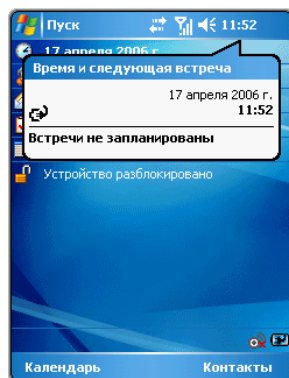 Пуск 11:52
17 апреля 2006 г.
Время и следующая встреча
17 апреля 2006 г.
11:52
Встречи не запланированы
Устройство разблокировано
Календарь Контакты